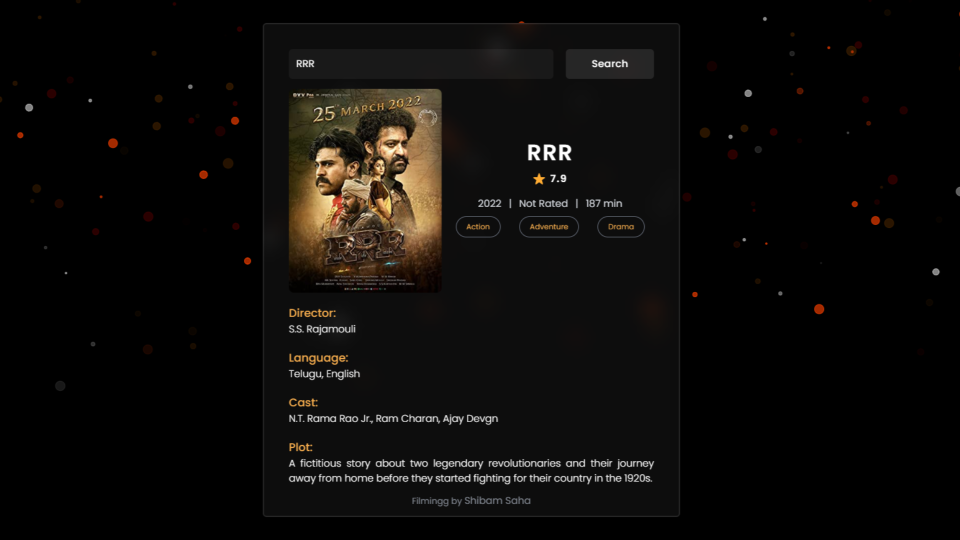 RRR
Search
25 MARCH 2022
RRR
RRR
7.9
2022 | Not Rated | 187 min
Action
Adventure
Drama
Director:
S.S. Rajamouli
Language:
Telugu, English
Cast:
N.T. Rama Rao Jr., Ram Charan, Ajay Devgn
Plot:
A fictitious story about two legendary revolutionaries and their journey
away from home before they started fighting for their country in the 1920s.
Filmingg by Shibam Saha